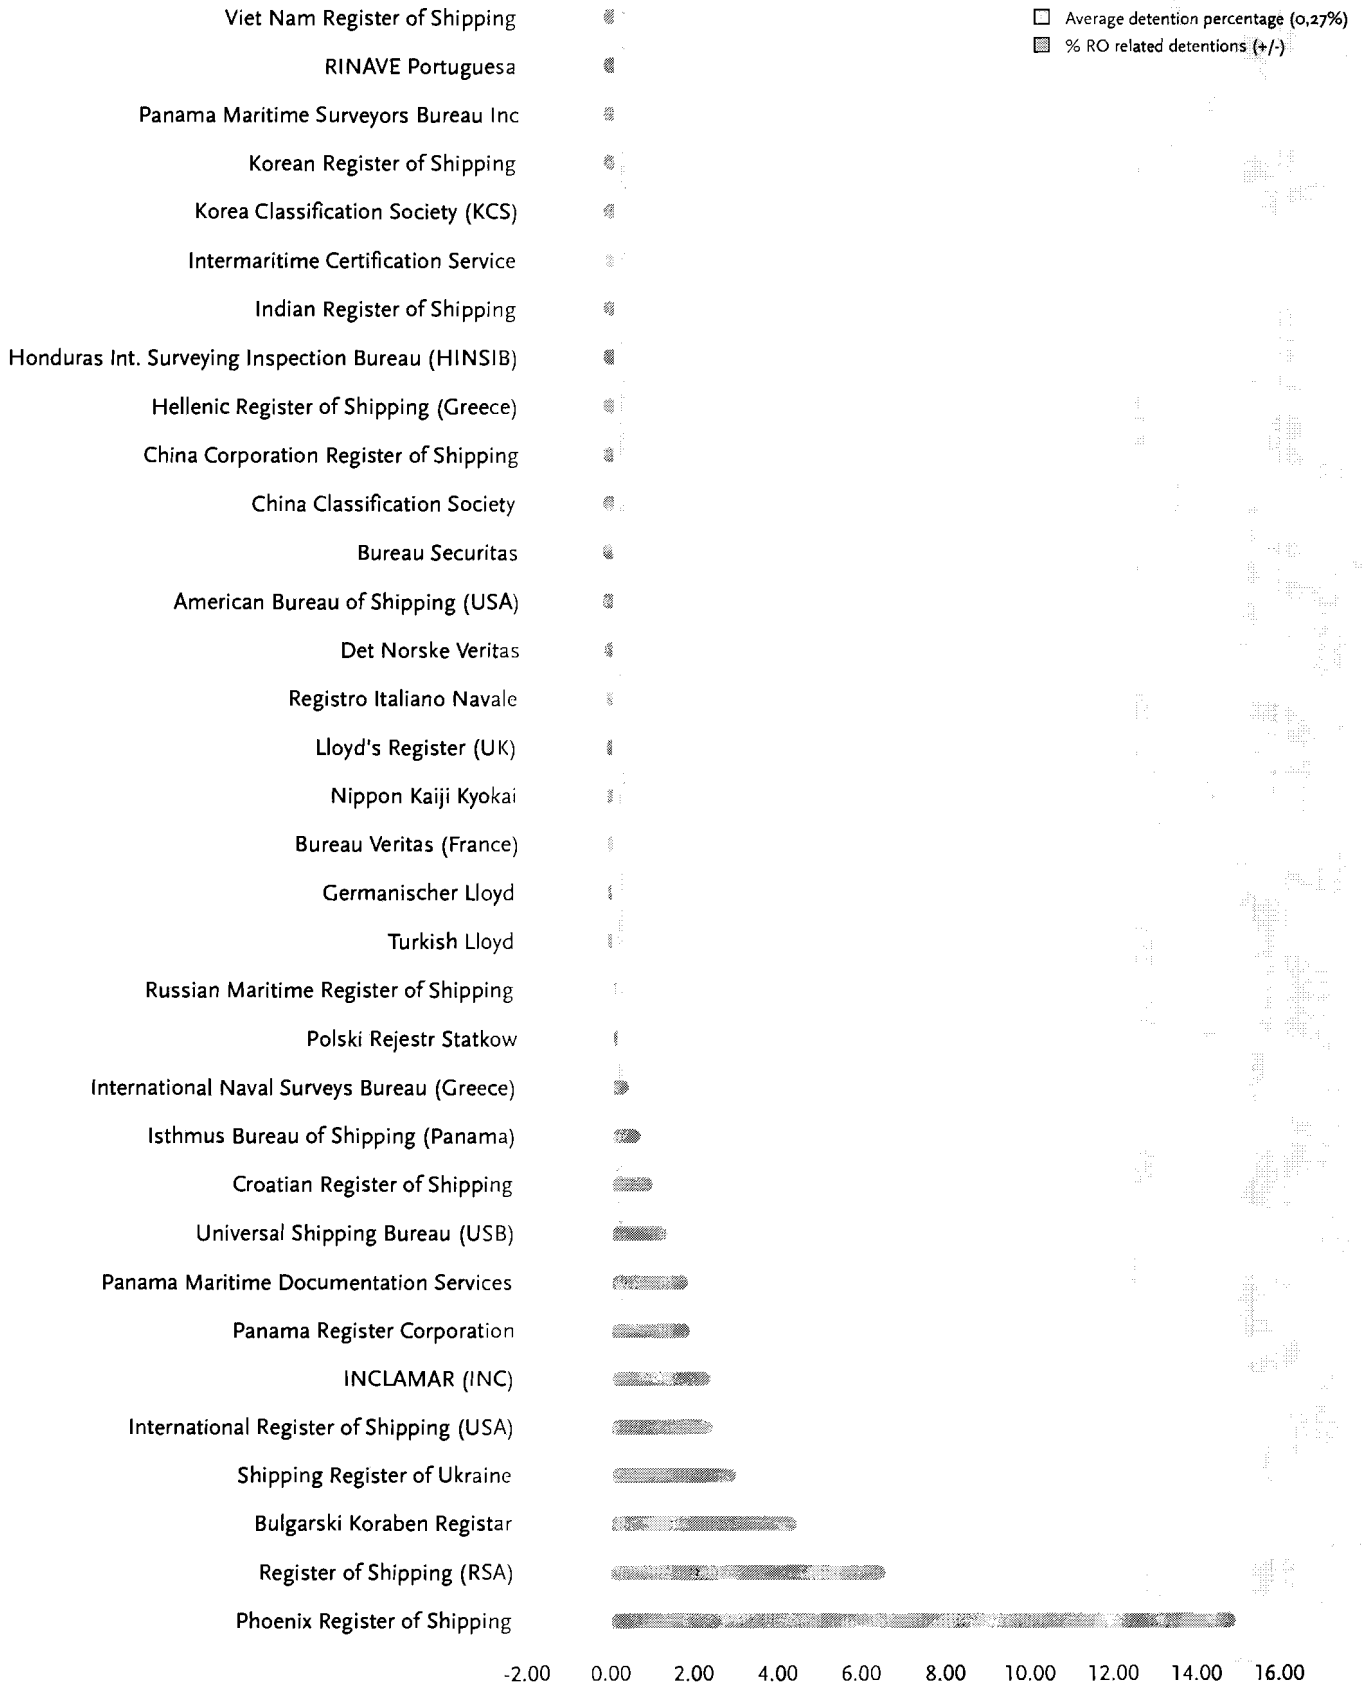 Average detention percentage (0,27%)
% RO related detentions (+/-)
Viet Nam Register of Shipping
RINAVE Portuguesa
Panama Maritime Surveyors Bureau Inc
Korean Register of Shipping
Korea Classification Society (KCS)
Intermaritime Certification Service
Indian Register of Shipping
Honduras Int. Surveying Inspection Bureau (HINSIB)
Hellenic Register of Shipping (Greece)
China Corporation Register of Shipping
China Classification Society
Bureau Securitas
American Bureau of Shipping (USA)
Det Norske Veritas
Registro Italiano Navale
Lloyd's Register (UK)
Nippon Kaiji Kyokai
Bureau Veritas (France)
Germanischer Lloyd
Turkish Lloyd
Russian Maritime Register of Shipping
Polski Rejestr Statkow
International Naval Surveys Bureau (Greece)
Isthmus Bureau of Shipping (Panama)
Croatian Register of Shipping
Universal Shipping Bureau (USB)
Panama Maritime Documentation Services
Panama Register Corporation
INCLAMAR (INC)
International Register of Shipping (USA)
Shipping Register of Ukraine
Bulgarski Koraben Registar
Register of Shipping (RSA)
Phoenix Register of Shipping
-2.00 0.00 2.00 4.00 6.00 8.00 10.00 12.00 14.00 16.00